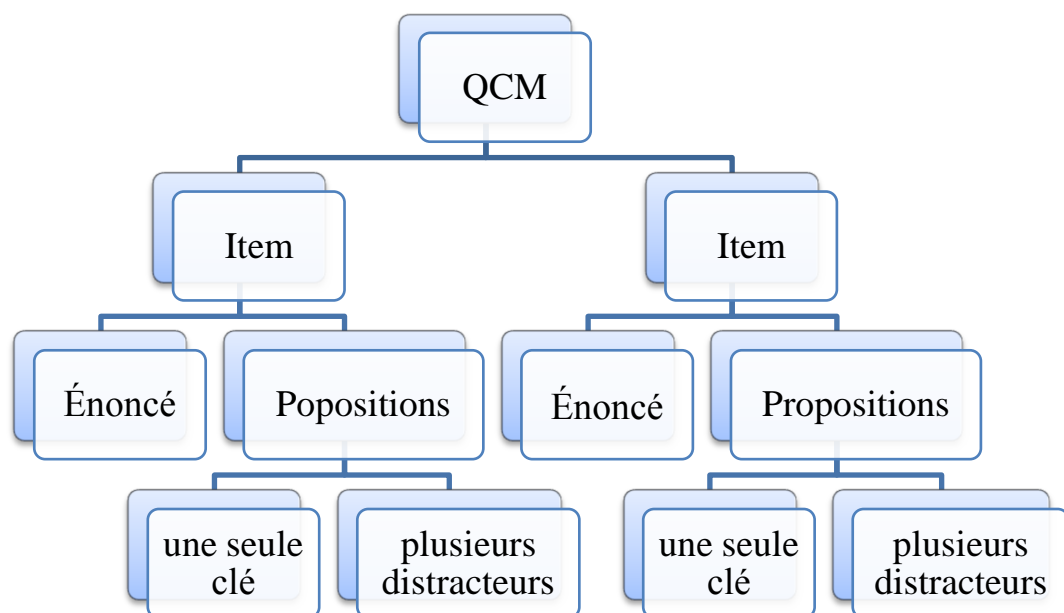 QCM
Item
Item
Énoncé
Popositions
Énoncé
Propositions
une seule
clé
plusieurs
distracteurs
une seule
clé
plusieurs
distracteurs